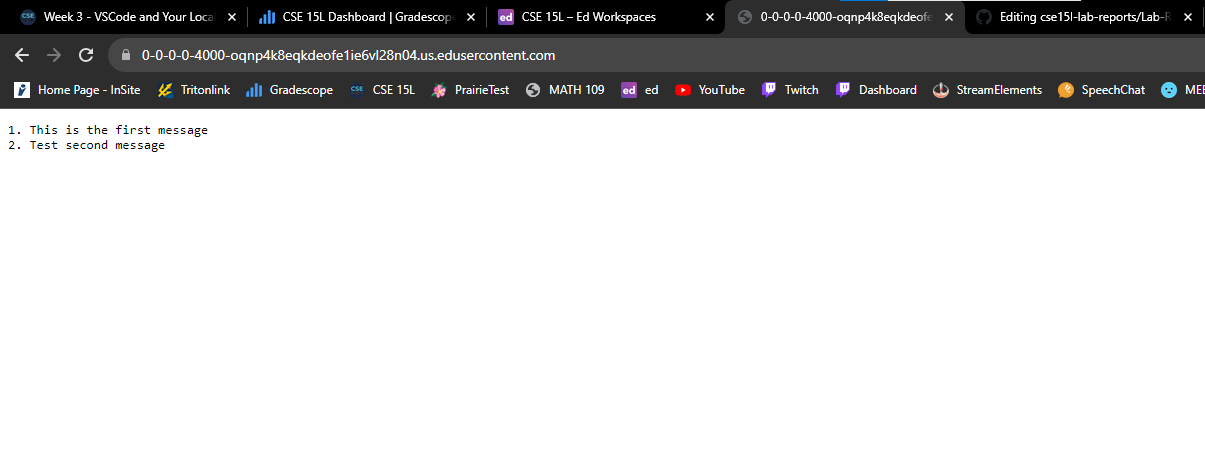 Week 3 - VSCode and Your Loca
CSE 15L Dashboard | Gradescop
CSE 15L – Ed Workspaces
0-0-0-0-4000-oqnp4k8eqkdeofe
Editing cse15l-lab-reports/Lab-R
0-0-0-0-4000-oqnp4k8eqkdeofe1ie6vl28n04.us.edusercontent.com
Home Page - InSite Tritonlink Gradescope CSE CSE 15L PrairieTest MATH 109 ed ed YouTube Twitch Dashboard StreamElements SpeechChat MEE
1. This is the first message
2. Test second message